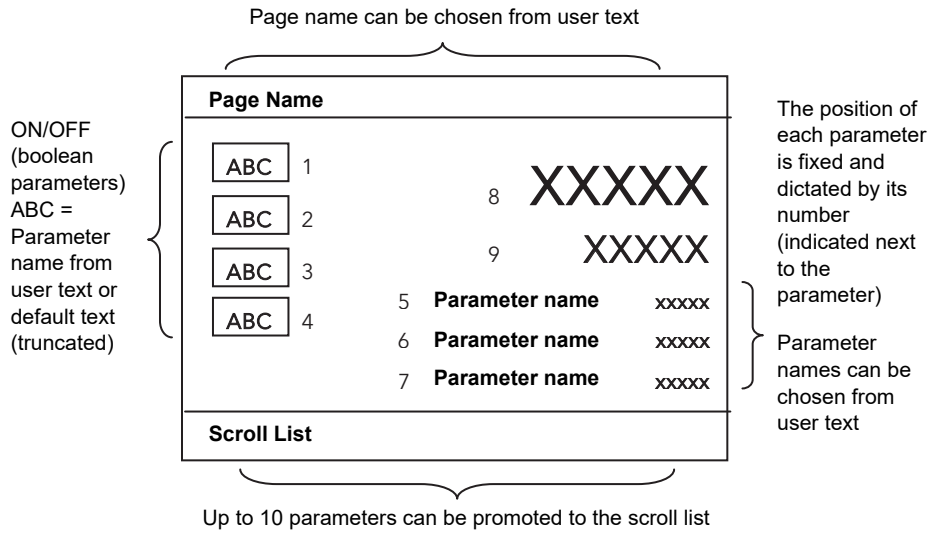 Page name can be chosen from user text
Page Name
ON/OFF
(boolean
parameters)
ABC =
Parameter
name from
user text or
default text
(truncated)
ABC 1
ABC 2
ABC 3
ABC 4
8 XXXXX
9 XXXXX
5 Parameter name xxxxx
6 Parameter name xxxxx
7 Parameter name xxxxx
The position of
each parameter
is fixed and
dictated by its
number
(indicated next
to the
parameter)
Parameter
names can be
chosen from
user text
Scroll List
Up to 10 parameters can be promoted to the scroll list